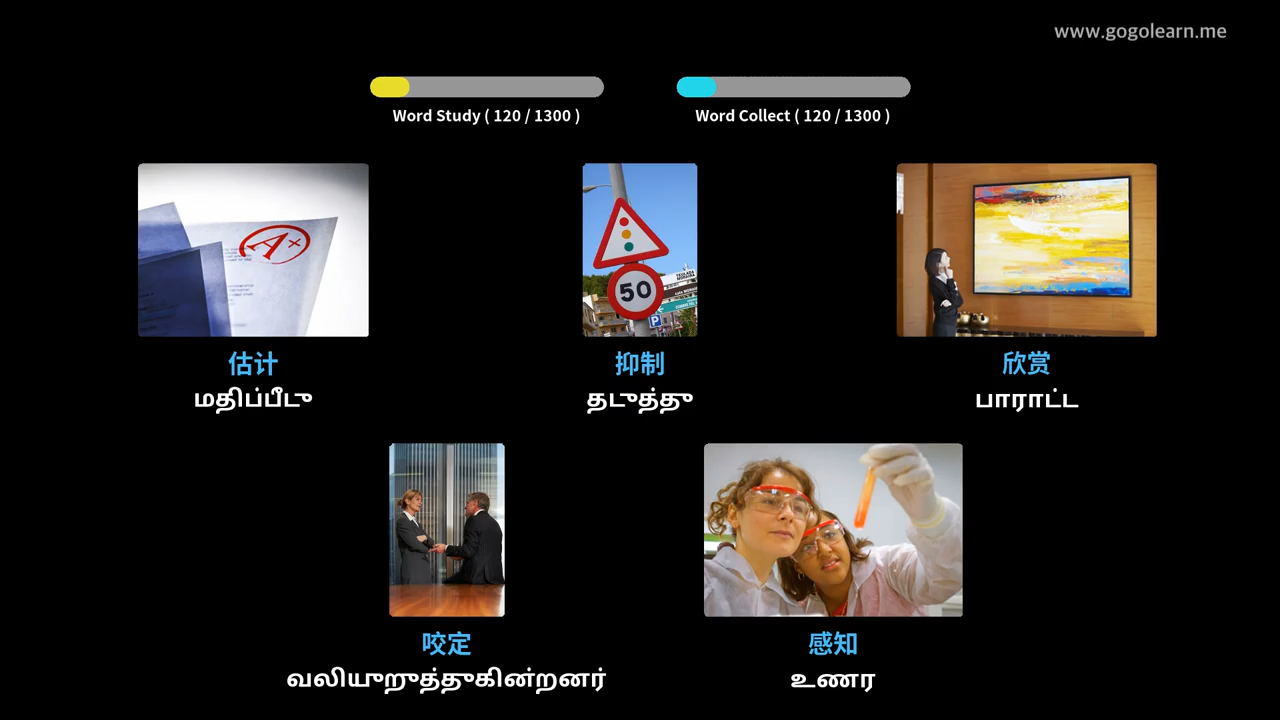 www.gogolearn.me
Word Study ( 120 / 1300 )
Word Collect ( 120 / 1300 )
A+
50
P
估计
மதிப்பீடு
抑制
தடுத்து
欣赏
பாராட்ட
咬定
வலியுறுத்துகின்றனர்
感知
உணர